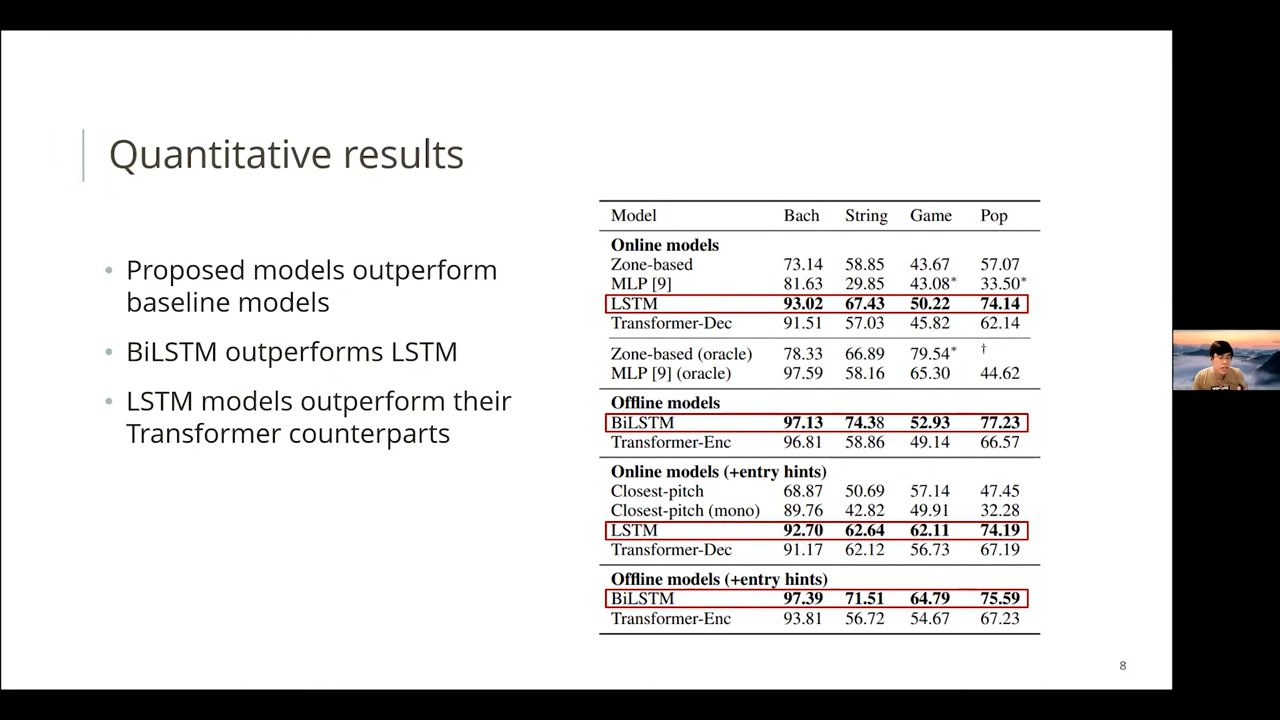 Quantitative results
• Proposed models outperform
baseline models
• BiLSTM outperforms LSTM
• LSTM models outperform their
Transformer counterparts
Model Bach String Game Pop
Online models
Zone-based 73.14 58.85 43.67 57.07
MLP [9] 81.63 29.85 43.08* 33.50*
LSTM 93.02 67.43 50.22 74.14
Transformer-Dec 91.51 57.03 45.82 62.14
Zone-based (oracle) 78.33 66.89 79.54* †
MLP [9] (oracle) 97.59 58.16 65.30 44.62
Offline models
BiLSTM 97.13 74.38 52.93 77.23
Transformer-Enc 96.81 58.86 49.14 66.57
Online models (+entry hints)
Closest-pitch 68.87 50.69 57.14 47.45
Closest-pitch (mono) 89.76 42.82 49.91 32.28
LSTM 92.70 62.64 62.11 74.19
Transformer-Dec 91.17 62.12 56.73 67.19
Offline models (+entry hints)
BiLSTM 97.39 71.51 64.79 75.59
Transformer-Enc 93.81 56.72 54.67 67.23
8